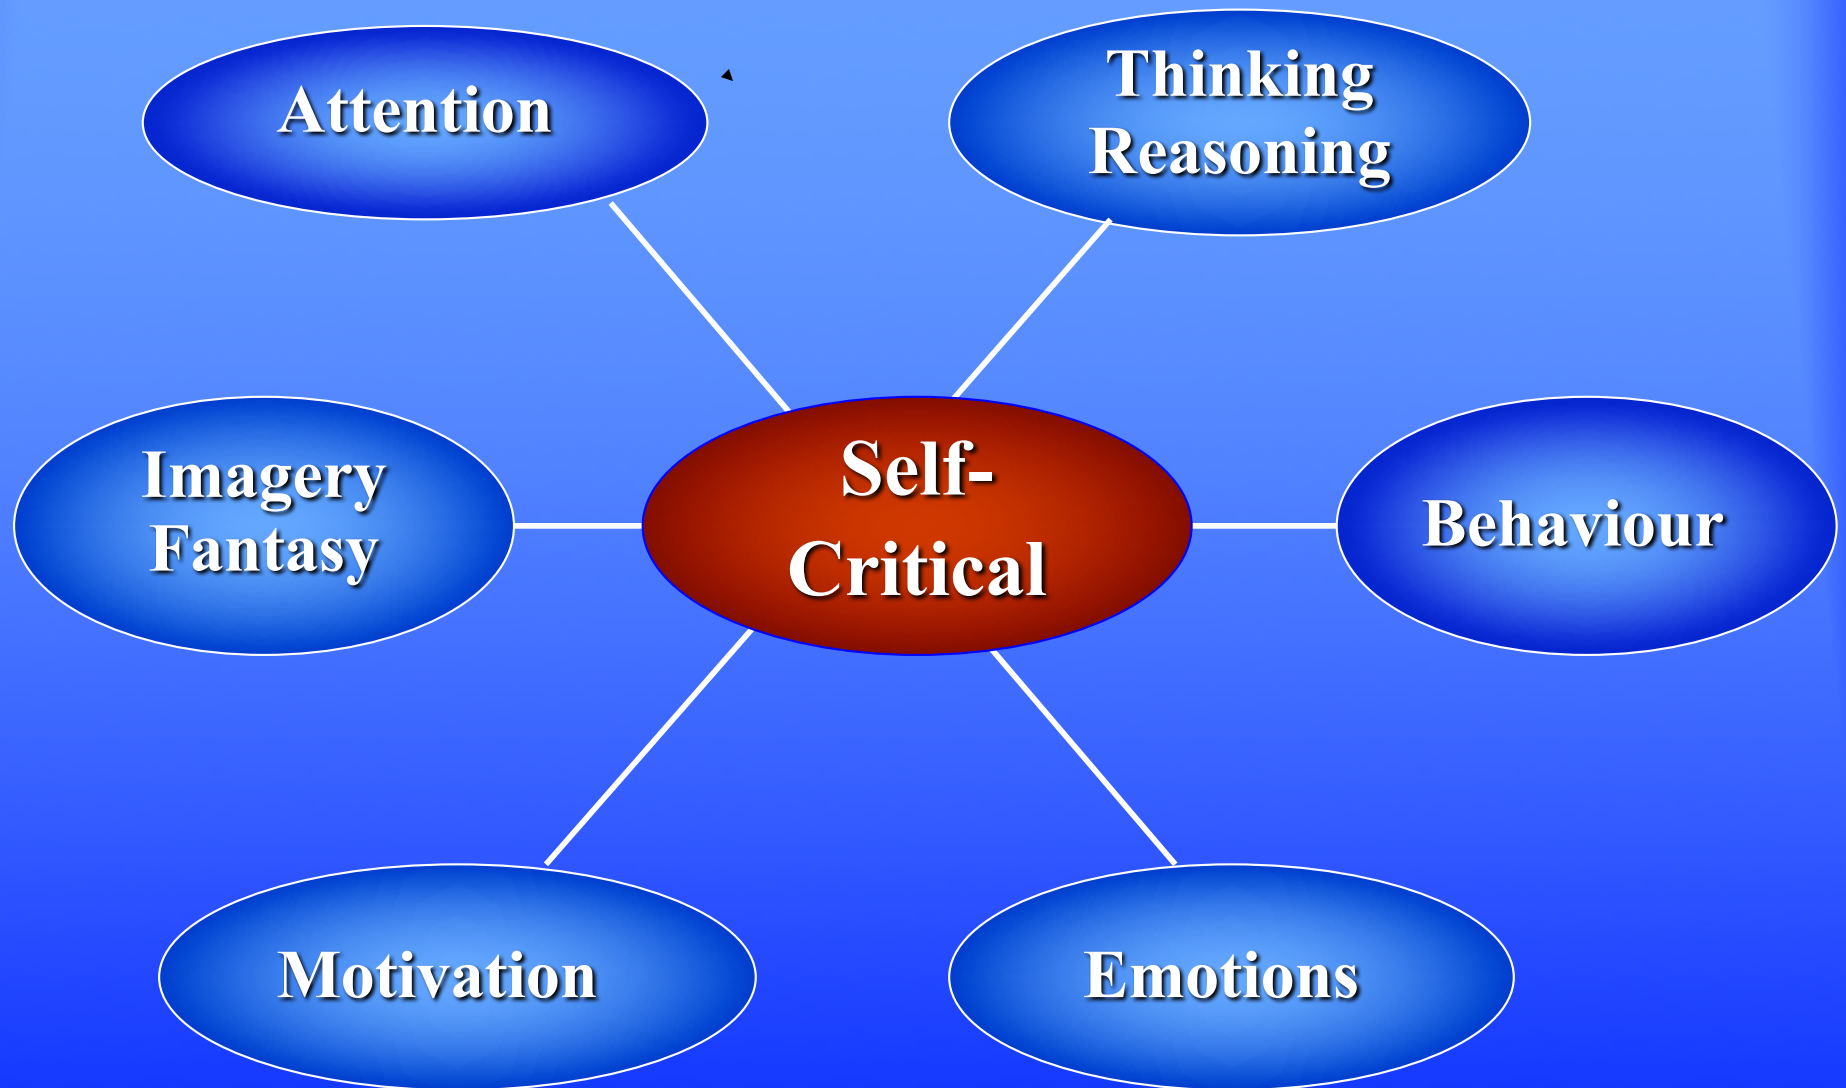 Attention
Thinking
Reasoning
Imagery
Fantasy
Self-
Critical
Behaviour
Motivation
Emotions